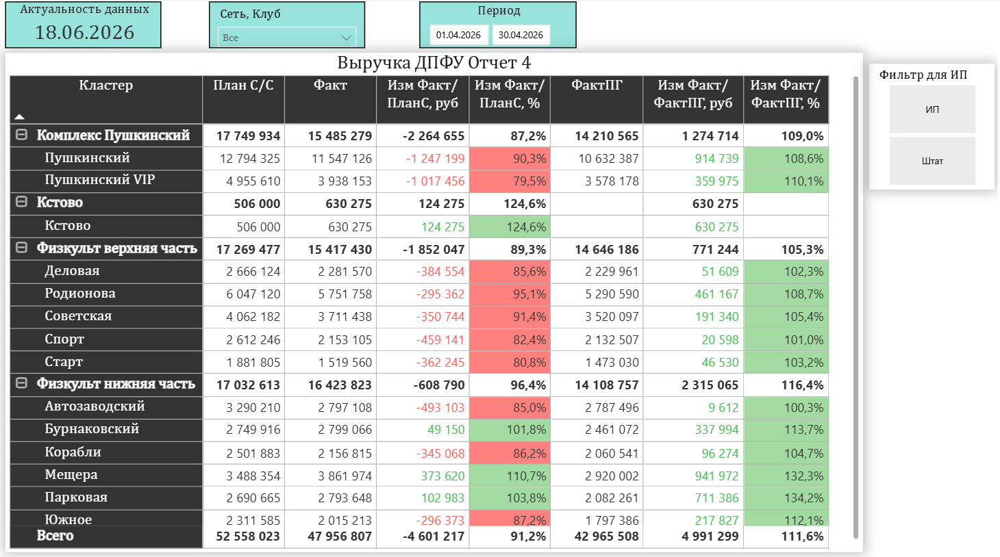 Актуальность данных
18.06.2026
Сеть, Клуб
Все
Период
01.04.2026 30.04.2026
Выручка ДПФУ Отчет 4
Кластер План С/С Факт Изм Факт/ ПланС, руб Изм Факт/ ПланС, % ФактПГ Изм Факт/ ФактПГ, руб Изм Факт/ ФактПГ, %
Комплекс Пушкинский 17 749 934 15 485 279 -2 264 655 87,2% 14 210 565 1 274 714 109,0%
Пушкинский 12 794 325 11 547 126 -1 247 199 90,3% 10 632 387 914 739 108,6%
Пушкинский VIP 4 955 610 3 938 153 -1 017 456 79,5% 3 578 178 359 975 110,1%
Кстово 506 000 630 275 124 275 124,6% 630 275
Кстово 506 000 630 275 124 275 124,6% 630 275
Физкульт верхняя часть 17 269 477 15 417 430 -1 852 047 89,3% 14 646 186 771 244 105,3%
Деловая 2 666 124 2 281 570 -384 554 85,6% 2 229 961 51 609 102,3%
Родионова 6 047 120 5 751 758 -295 362 95,1% 5 290 590 461 167 108,7%
Советская 4 062 182 3 711 438 -350 744 91,4% 3 520 097 191 340 105,4%
Спорт 2 612 246 2 153 105 -459 141 82,4% 2 132 507 20 598 101,0%
Старт 1 881 805 1 519 560 -362 245 80,8% 1 473 030 46 530 103,2%
Физкульт нижняя часть 17 032 613 16 423 823 -608 790 96,4% 14 108 757 2 315 065 116,4%
Автозаводский 3 290 210 2 797 108 -493 103 85,0% 2 787 496 9 612 100,3%
Бурнаковский 2 749 916 2 799 066 49 150 101,8% 2 461 072 337 994 113,7%
Корабли 2 501 883 2 156 815 -345 068 86,2% 2 060 541 96 274 104,7%
Мещера 3 488 354 3 861 974 373 620 110,7% 2 920 002 941 972 132,3%
Парковая 2 690 665 2 793 648 102 983 103,8% 2 082 261 711 386 134,2%
Южное 2 311 585 2 015 213 -296 373 87,2% 1 797 386 217 827 112,1%
Всего 52 558 023 47 956 807 -4 601 217 91,2% 42 965 508 4 991 299 111,6%
Фильтр для ИП
ИП
Штат